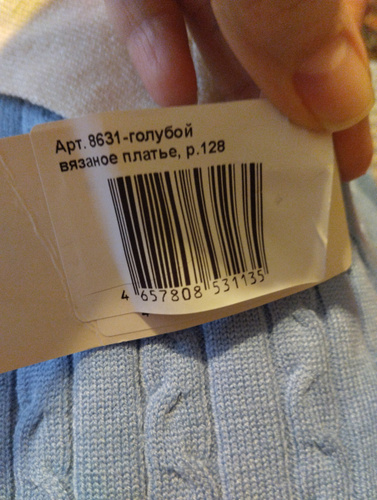 Арт. 8631-голубой
вязаное платье, р.128
4 657808 531135